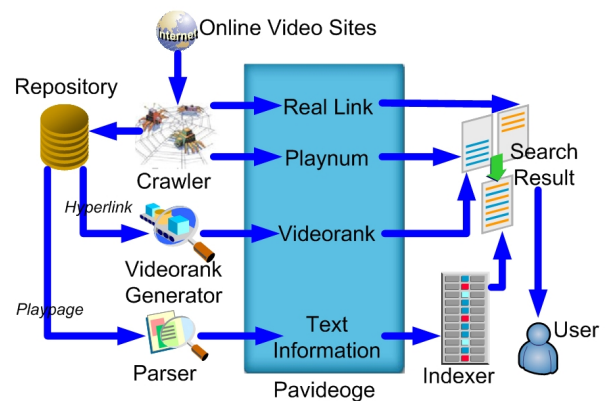 Internet
Online Video Sites
Repository
Real Link
Crawler
Playnum
Search
Result
Hyperlink
Videorank
Videorank
Generator
Playpage
Text
Information
Parser
Pavideoge
Indexer
User